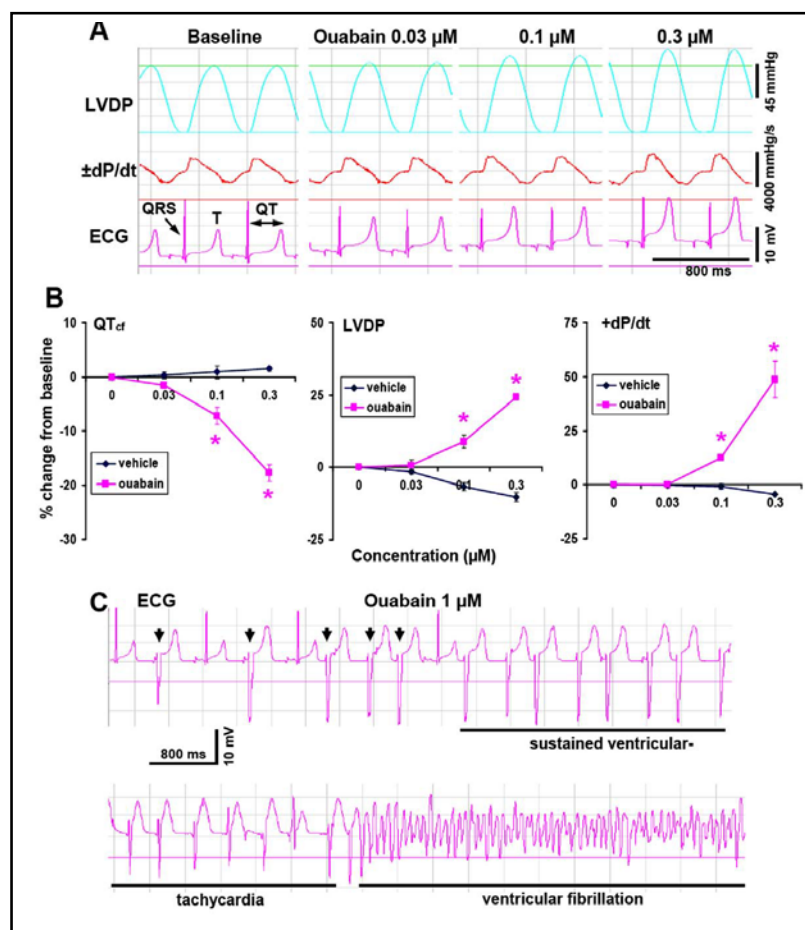 A
Baseline
Ouabain 0.03 µM
0.1 µM
0.3 µM
LVDP
45 mmHg
±dP/dt
4000 mmHg/s
QRS
T
QT
ECG
10 mV
800 ms
B
QTcf
LVDP
+dP/dt
% change from baseline
10
0
-10
-20
-30
0
0.03
0.1
0.3
*
*
vehicle
ouabain
50
25
0
-25
0
0.03
0.1
0.3
*
*
vehicle
ouabain
75
50
25
0
-25
0
0.03
0.1
0.3
*
*
vehicle
ouabain
Concentration (µM)
C
ECG
Ouabain 1 µM
800 ms
10 mV
sustained ventricular-
tachycardia
ventricular fibrillation